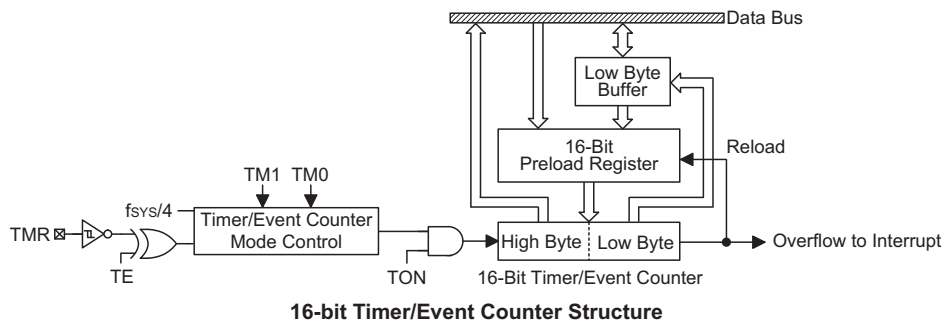 Data Bus
Low Byte
Buffer
16-Bit
Preload Register
Reload
TM1 TM0
fSYS/4
Timer/Event Counter
Mode Control
TMR
TE
TON
High Byte Low Byte
Overflow to Interrupt
16-Bit Timer/Event Counter
16-bit Timer/Event Counter Structure